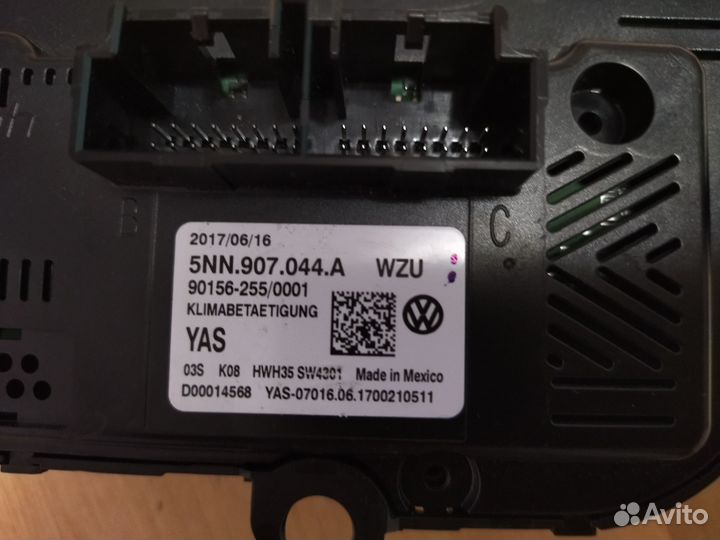 B
C
2017/06/16
5NN.907.044.A WZU
90156-255/0001
KLIMABETAETIGUNG
YAS
03S K08 HWH35 SW4301 Made in Mexico
D00014568 YAS-07016.06.1700210511
Avito